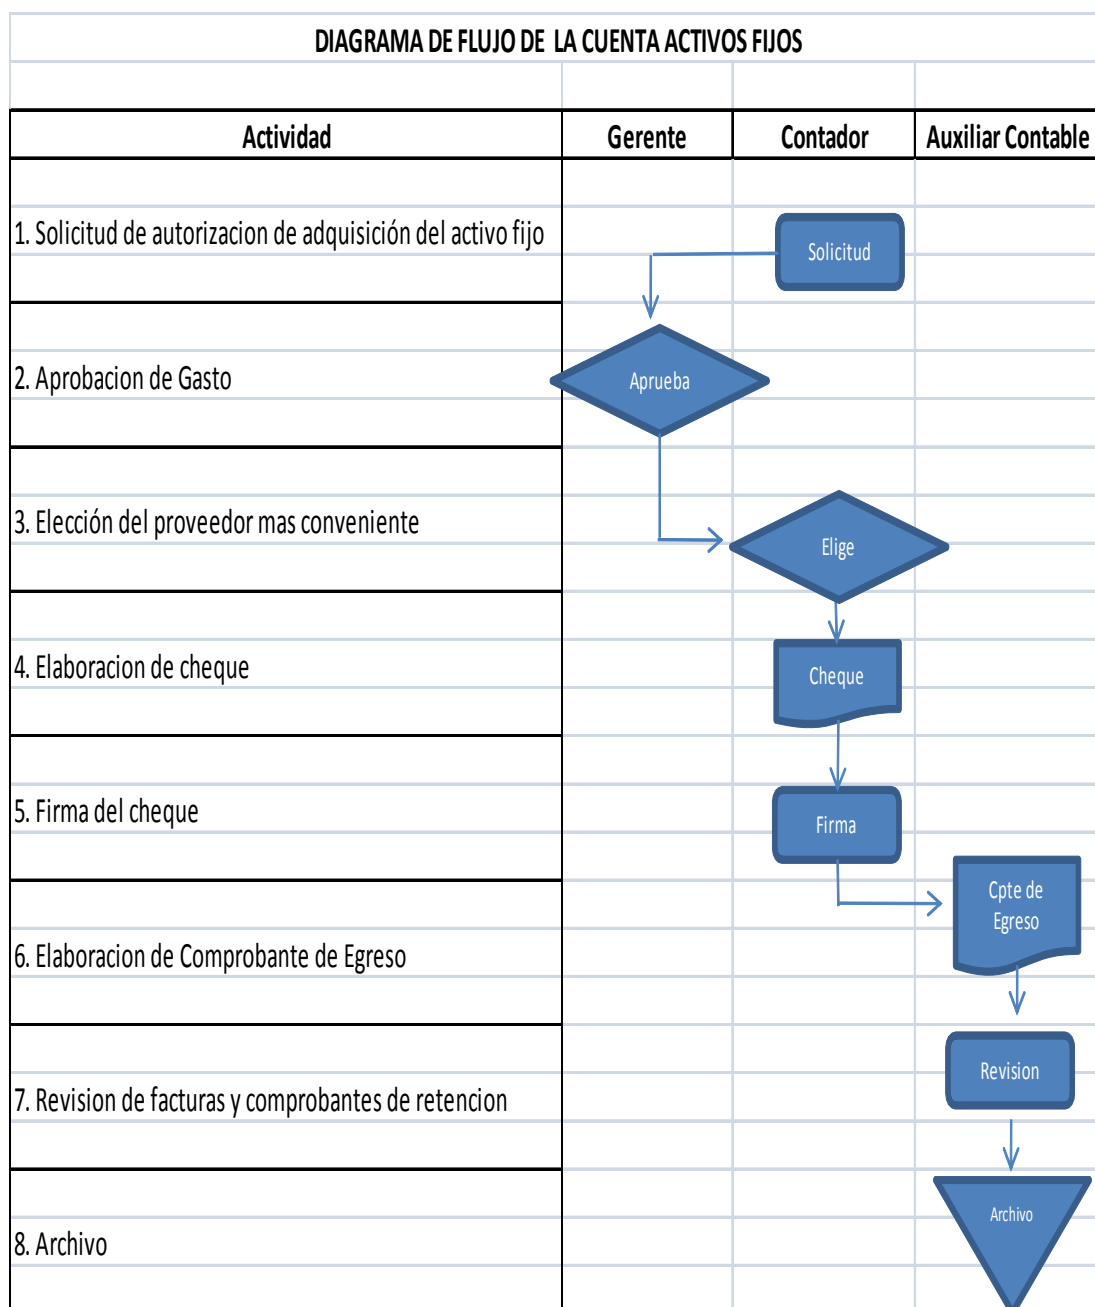 DIAGRAMA DE FLUJO DE LA CUENTA ACTIVOS FIJOS
Actividad Gerente Contador Auxiliar Contable
1. Solicitud de autorizacion de adquisición del activo fijo
Solicitud
2. Aprobacion de Gasto
Aprueba
3. Elección del proveedor mas conveniente
Elige
4. Elaboracion de cheque
Cheque
5. Firma del cheque
Firma
Cpte de
Egreso
6. Elaboracion de Comprobante de Egreso
Revision
7. Revision de facturas y comprobantes de retencion
Archivo
8. Archivo